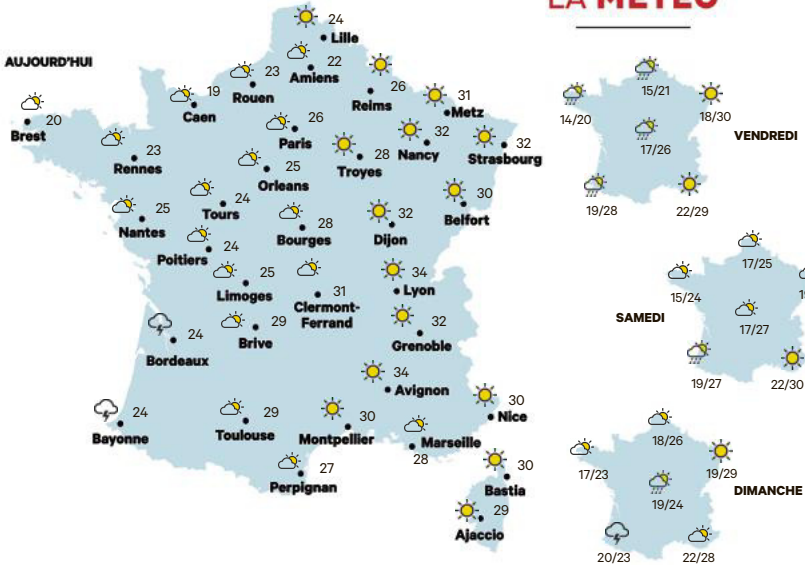 LA MÉTÉO
AUJOURD'HUI
24
Lille
22
Amiens
23
Rouen
19
Caen
26
Reims
31
Metz
20
Brest
26
Paris
32
Nancy
32
Strasbourg
23
Rennes
28
Troyes
25
Orleans
30
Belfort
24
Tours
25
Nantes
28
Bourges
32
Dijon
24
Poitiers
25
Limoges
31
Clermont-
Ferrand
34
Lyon
24
Bordeaux
29
Brive
32
Grenoble
34
Avignon
30
Nice
24
Bayonne
29
Toulouse
30
Montpellier
Marseille
28
27
Perpignan
30
Bastia
29
Ajaccio
15/21
14/20
18/30
17/26
VENDREDI
19/28
22/29
17/25
15/24
SAMEDI
17/27
19/27
22/30
18/26
17/23
19/29
19/24
DIMANCHE
20/23
22/28